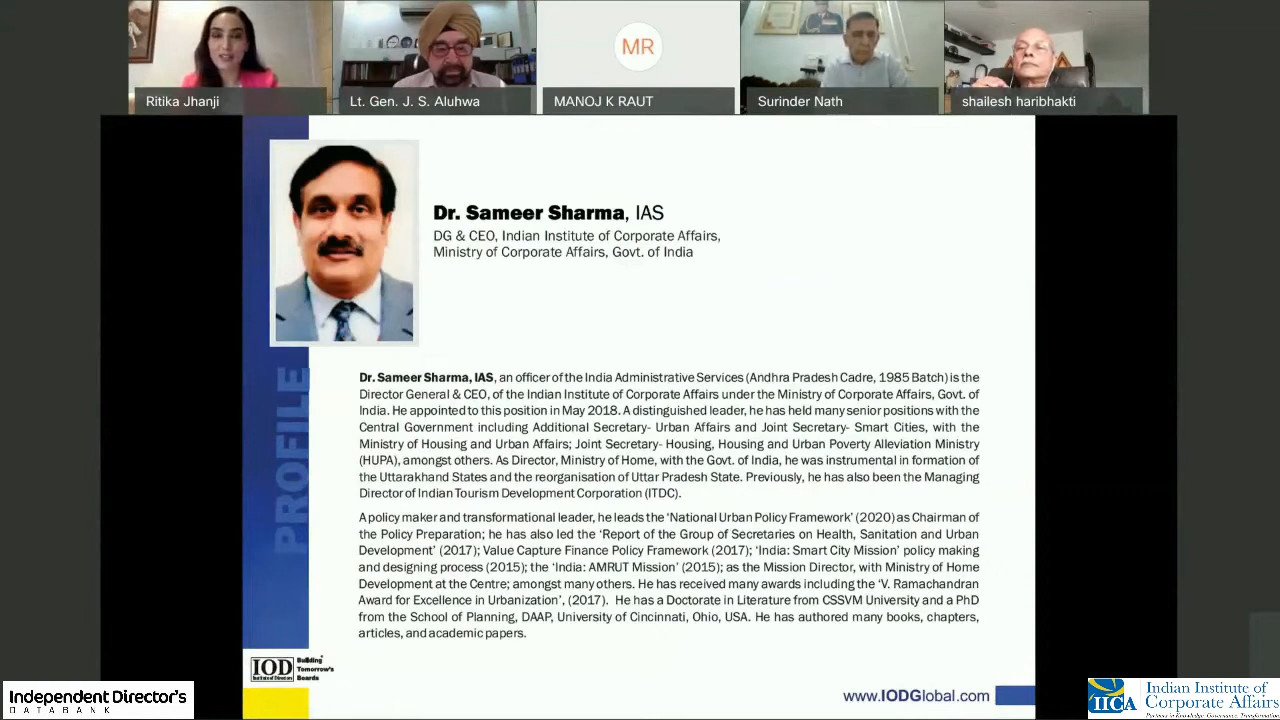 MR
Ritika Jhanji
Lt. Gen. J. S. Aluhwa
MANOJ K RAUT
Surinder Nath
shailesh haribhakti
Dr. Sameer Sharma, IAS
DG & CEO, Indian Institute of Corporate Affairs,
Ministry of Corporate Affairs, Govt. of India
PROFILE
Dr. Sameer Sharma, IAS, an officer of the India Administrative Services (Andhra Pradesh Cadre, 1985 Batch) is the
Director General & CEO, of the Indian Institute of Corporate Affairs under the Ministry of Corporate Affairs, Govt. of
India. He appointed to this position in May 2018. A distinguished leader, he has held many senior positions with the
Central Government including Additional Secretary- Urban Affairs and Joint Secretary- Smart Cities, with the
Ministry of Housing and Urban Affairs; Joint Secretary- Housing, Housing and Urban Poverty Alleviation Ministry
(HUPA), amongst others. As Director, Ministry of Home, with the Govt. of India, he was instrumental in formation of
the Uttarakhand States and the reorganisation of Uttar Pradesh State. Previously, he has also been the Managing
Director of Indian Tourism Development Corporation (ITDC).
A policy maker and transformational leader, he leads the 'National Urban Policy Framework' (2020) as Chairman of
the Policy Preparation; he has also led the 'Report of the Group of Secretaries on Health, Sanitation and Urban
Development' (2017); Value Capture Finance Policy Framework (2017); 'India: Smart City Mission' policy making
and designing process (2015); the 'India: AMRUT Mission' (2015); as the Mission Director, with Ministry of Home
Development at the Centre; amongst many others. He has received many awards including the 'V. Ramachandran
Award for Excellence in Urbanization', (2017). He has a Doctorate in Literature from CSSVM University and a PhD
from the School of Planning, DAAP, University of Cincinnati, Ohio, USA. He has authored many books, chapters,
articles, and academic papers.
IOD
Institute of Directors
Building
Tomorrow's
Boards
www.IODGlobal.com
Independent Director's
DATABANK
IICA
Indian Institute of
Corporate Affairs
Partners in Knowledge. Governance. Transformation